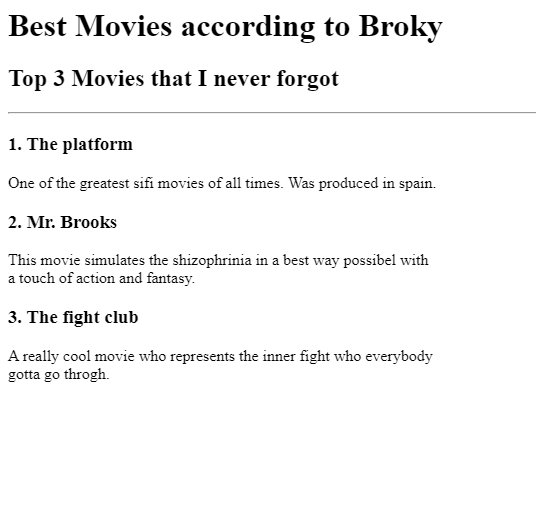 Best Movies according to Broky
Top 3 Movies that I never forgot
1. The platform
One of the greatest sifi movies of all times. Was produced in spain.
2. Mr. Brooks
This movie simulates the shizophrinia in a best way possibel with
a touch of action and fantasy.
3. The fight club
A really cool movie who represents the inner fight who everybody
gotta go throgh.